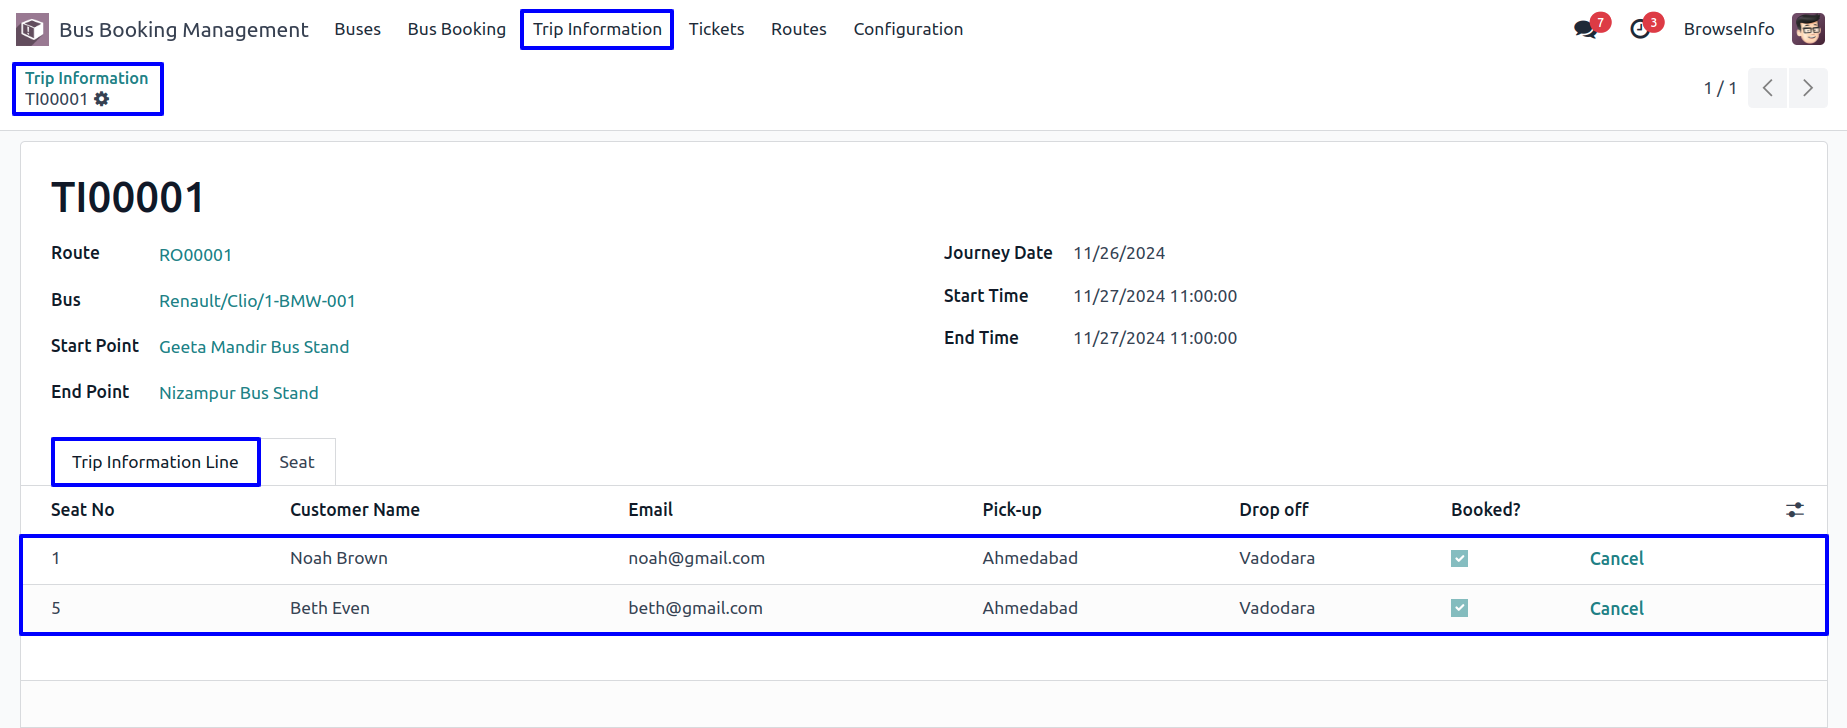 Bus Booking Management Buses Bus Booking Trip Information Tickets Routes Configuration 7 3 BrowseInfo
Trip Information
TI00001
1 / 1
TI00001
Route RO00001
Bus Renault/Clio/1-BMW-001
Start Point Geeta Mandir Bus Stand
End Point Nizampur Bus Stand
Journey Date 11/26/2024
Start Time 11/27/2024 11:00:00
End Time 11/27/2024 11:00:00
Trip Information Line Seat
Seat No Customer Name Email Pick-up Drop off Booked?
1 Noah Brown noah@gmail.com Ahmedabad Vadodara Cancel
5 Beth Even beth@gmail.com Ahmedabad Vadodara Cancel